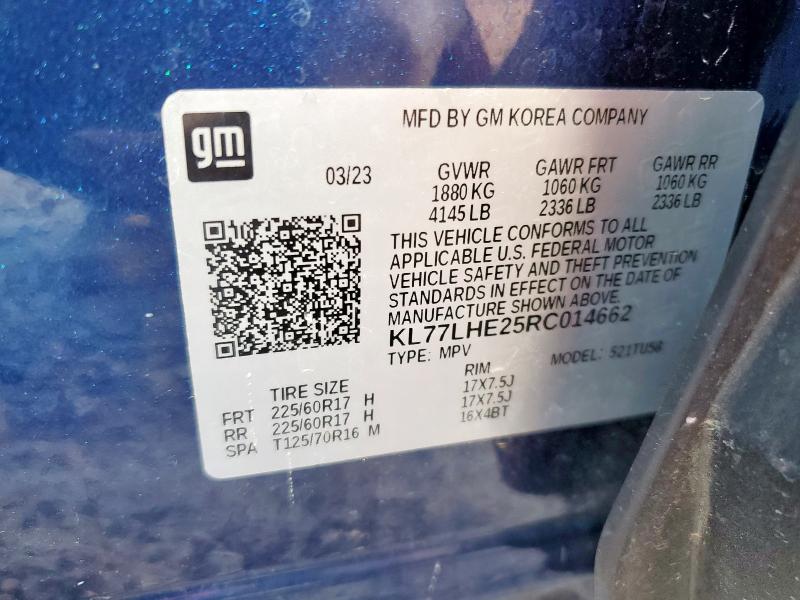 gm
MFD BY GM KOREA COMPANY
03/23
GVWR
1880 KG
4145 LB
GAWR FRT
1060 KG
2336 LB
GAWR RR
1060 KG
2336 LB
THIS VEHICLE CONFORMS TO ALL
APPLICABLE U.S. FEDERAL MOTOR
VEHICLE SAFETY AND THEFT PREVENTION
STANDARDS IN EFFECT ON THE DATE OF
MANUFACTURE SHOWN ABOVE.
KL77LHE25RC014662
TYPE: MPV MODEL: 521TU58
TIRE SIZE RIM
FRT 225/60R17 H 17X7.5J
RR 225/60R17 H 17X7.5J
SPA T125/70R16 M 16X4BT